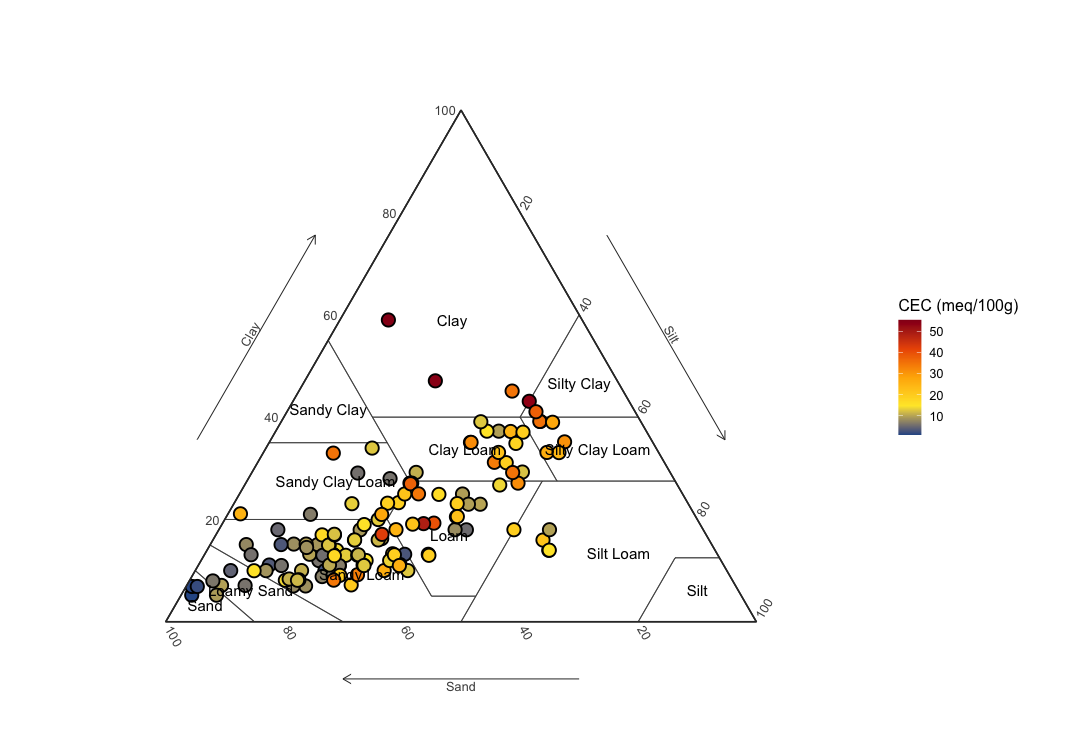 100
80
20
60
40
Clay
Clay
Silt
CEC (meq/100g)
50
40
30
20
10
Silty Clay
Sandy Clay
40
60
Clay Loam
Silty Clay Loam
Sandy Clay Loam
20
80
Loam
Silt Loam
Sandy Loam
Loamy Sand
Silt
Sand
100
80
60
40
20
100
Sand